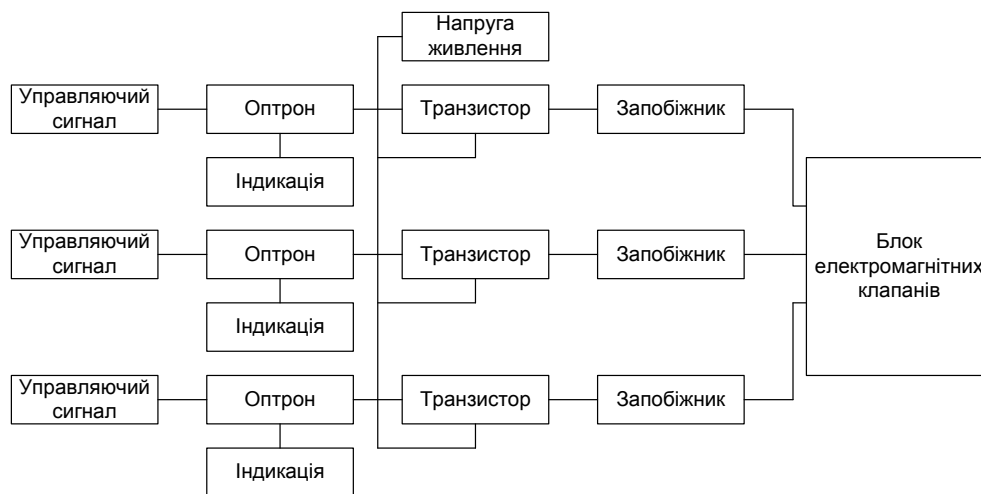 Напруга
живлення
Управляючий
сигнал
Оптрон
Транзистор
Запобіжник
Індикація
Управляючий
сигнал
Оптрон
Транзистор
Запобіжник
Блок
електромагнітних
клапанів
Індикація
Управляючий
сигнал
Оптрон
Транзистор
Запобіжник
Індикація